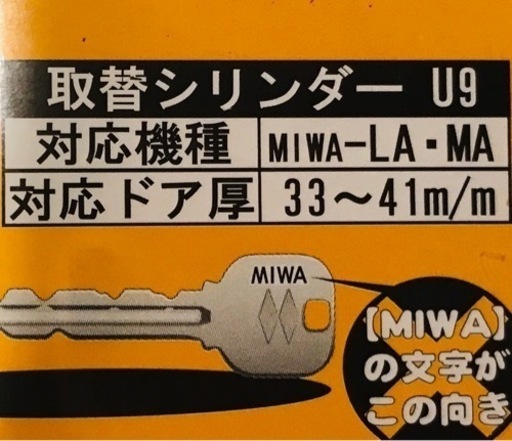 取替シリンダー U9
対応機種 MIWA-LA・MA
対応ドア厚 33〜41m/m
MIWA
【MIWA】
の文字が
この向き